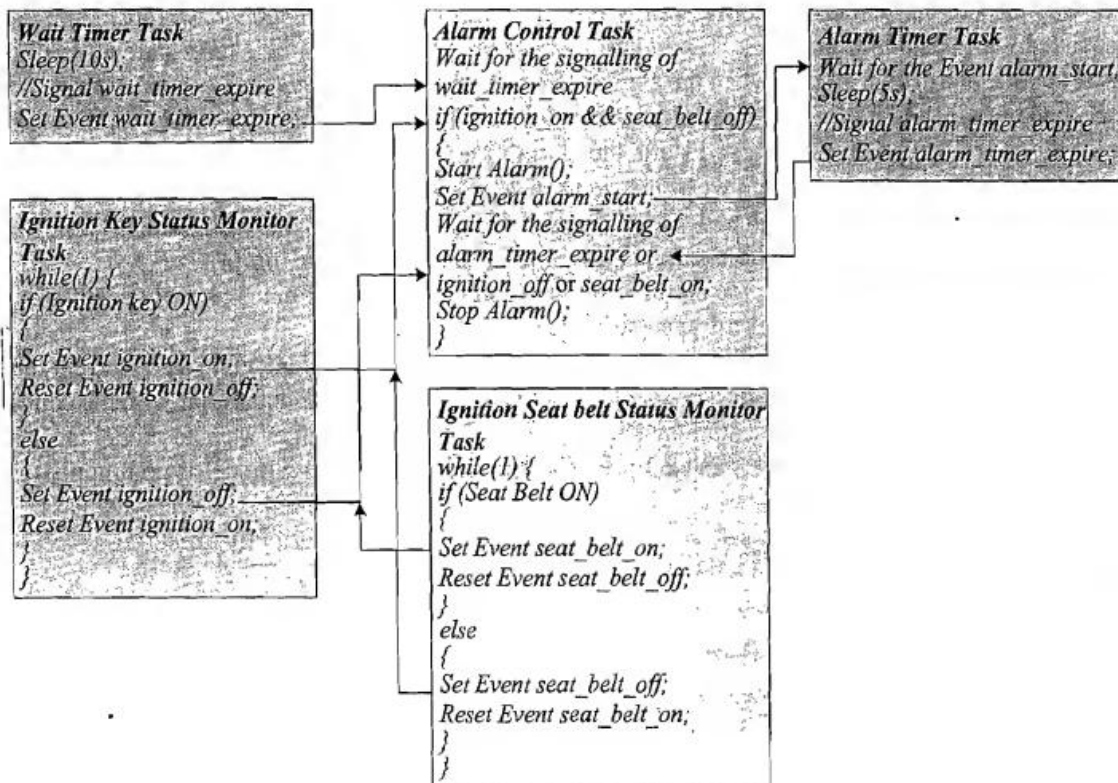 Wait Timer Task
Sleep(10s);
//Signal wait_timer_expire
Set Event wait_timer_expire;
Ignition Key Status Monitor
Task
while(1) {
if (Ignition key ON)
{
Set Event ignition_on;
Reset Event ignition_off;
}
else
{
Set Event ignition_off;
Reset Event ignition_on;
}
}
Alarm Control Task
Wait for the signalling of
wait_timer_expire
if (ignition_on && seat_belt_off)
{
Start Alarm();
Set Event alarm_start;
Wait for the signalling of
alarm_timer_expire or
ignition_off or seat_belt_on;
Stop Alarm();
}
Ignition Seat belt Status Monitor
Task
while(1) {
if (Seat Belt ON)
{
Set Event seat_belt_on;
Reset Event seat_belt_off;
}
else
{
Set Event seat_belt_off;
Reset Event seat_belt_on;
}
}
Alarm Timer Task
Wait for the Event alarm_start
Sleep(5s);
//Signal alarm_timer_expire
Set Event alarm_timer_expire;